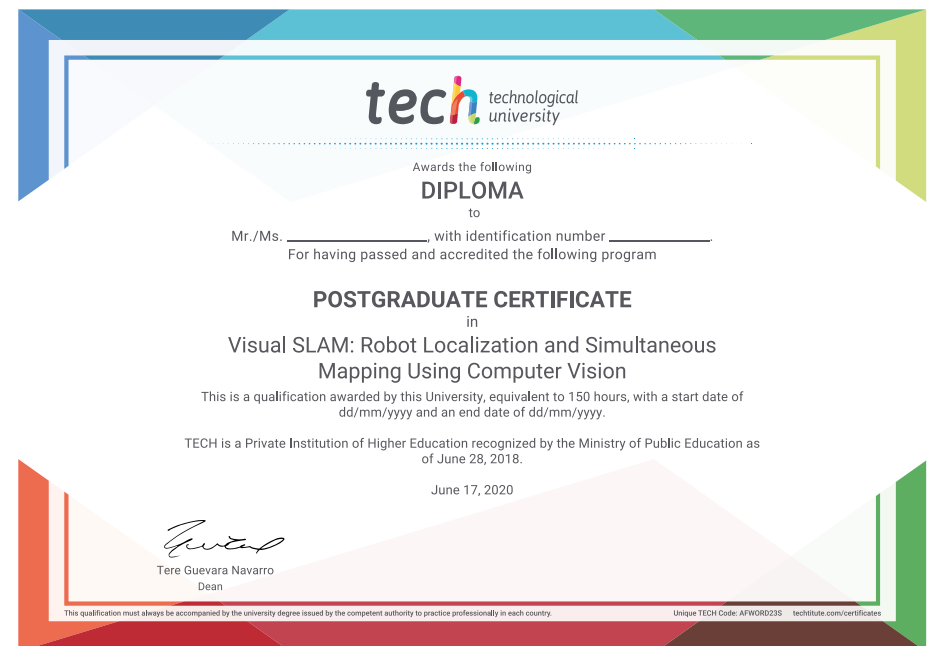 tech technological
university
Awards the following
DIPLOMA
to
Mr./Ms. ____________________, with identification number ______________.
For having passed and accredited the following program
POSTGRADUATE CERTIFICATE
in
Visual SLAM: Robot Localization and Simultaneous
Mapping Using Computer Vision
This is a qualification awarded by this University, equivalent to 150 hours, with a start date of
dd/mm/yyyy and an end date of dd/mm/yyyy.
TECH is a Private Institution of Higher Education recognized by the Ministry of Public Education as
of June 28, 2018.
June 17, 2020
Tere Guevara Navarro
Dean
This qualification must always be accompanied by the university degree issued by the competent authority to practice professionally in each country.
Unique TECH Code: AFWORD23S techtitute.com/certificates